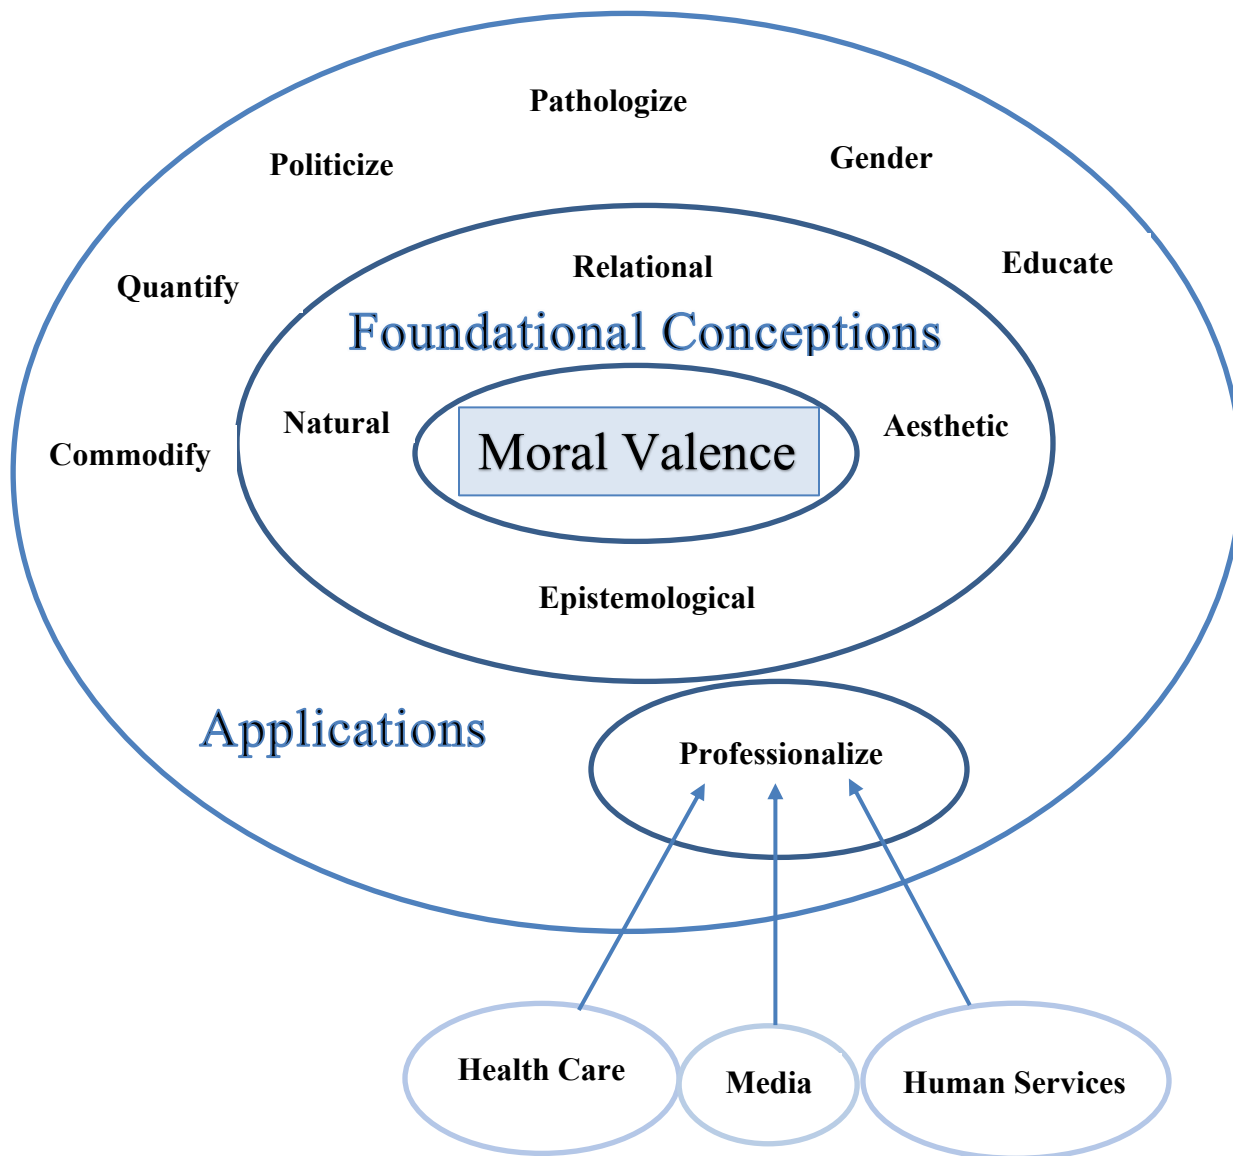 Pathologize
Politicize
Gender
Quantify
Relational
Educate
Foundational Conceptions
Natural
Moral Valence
Aesthetic
Commodify
Epistemological
Applications
Professionalize
Health Care
Media
Human Services